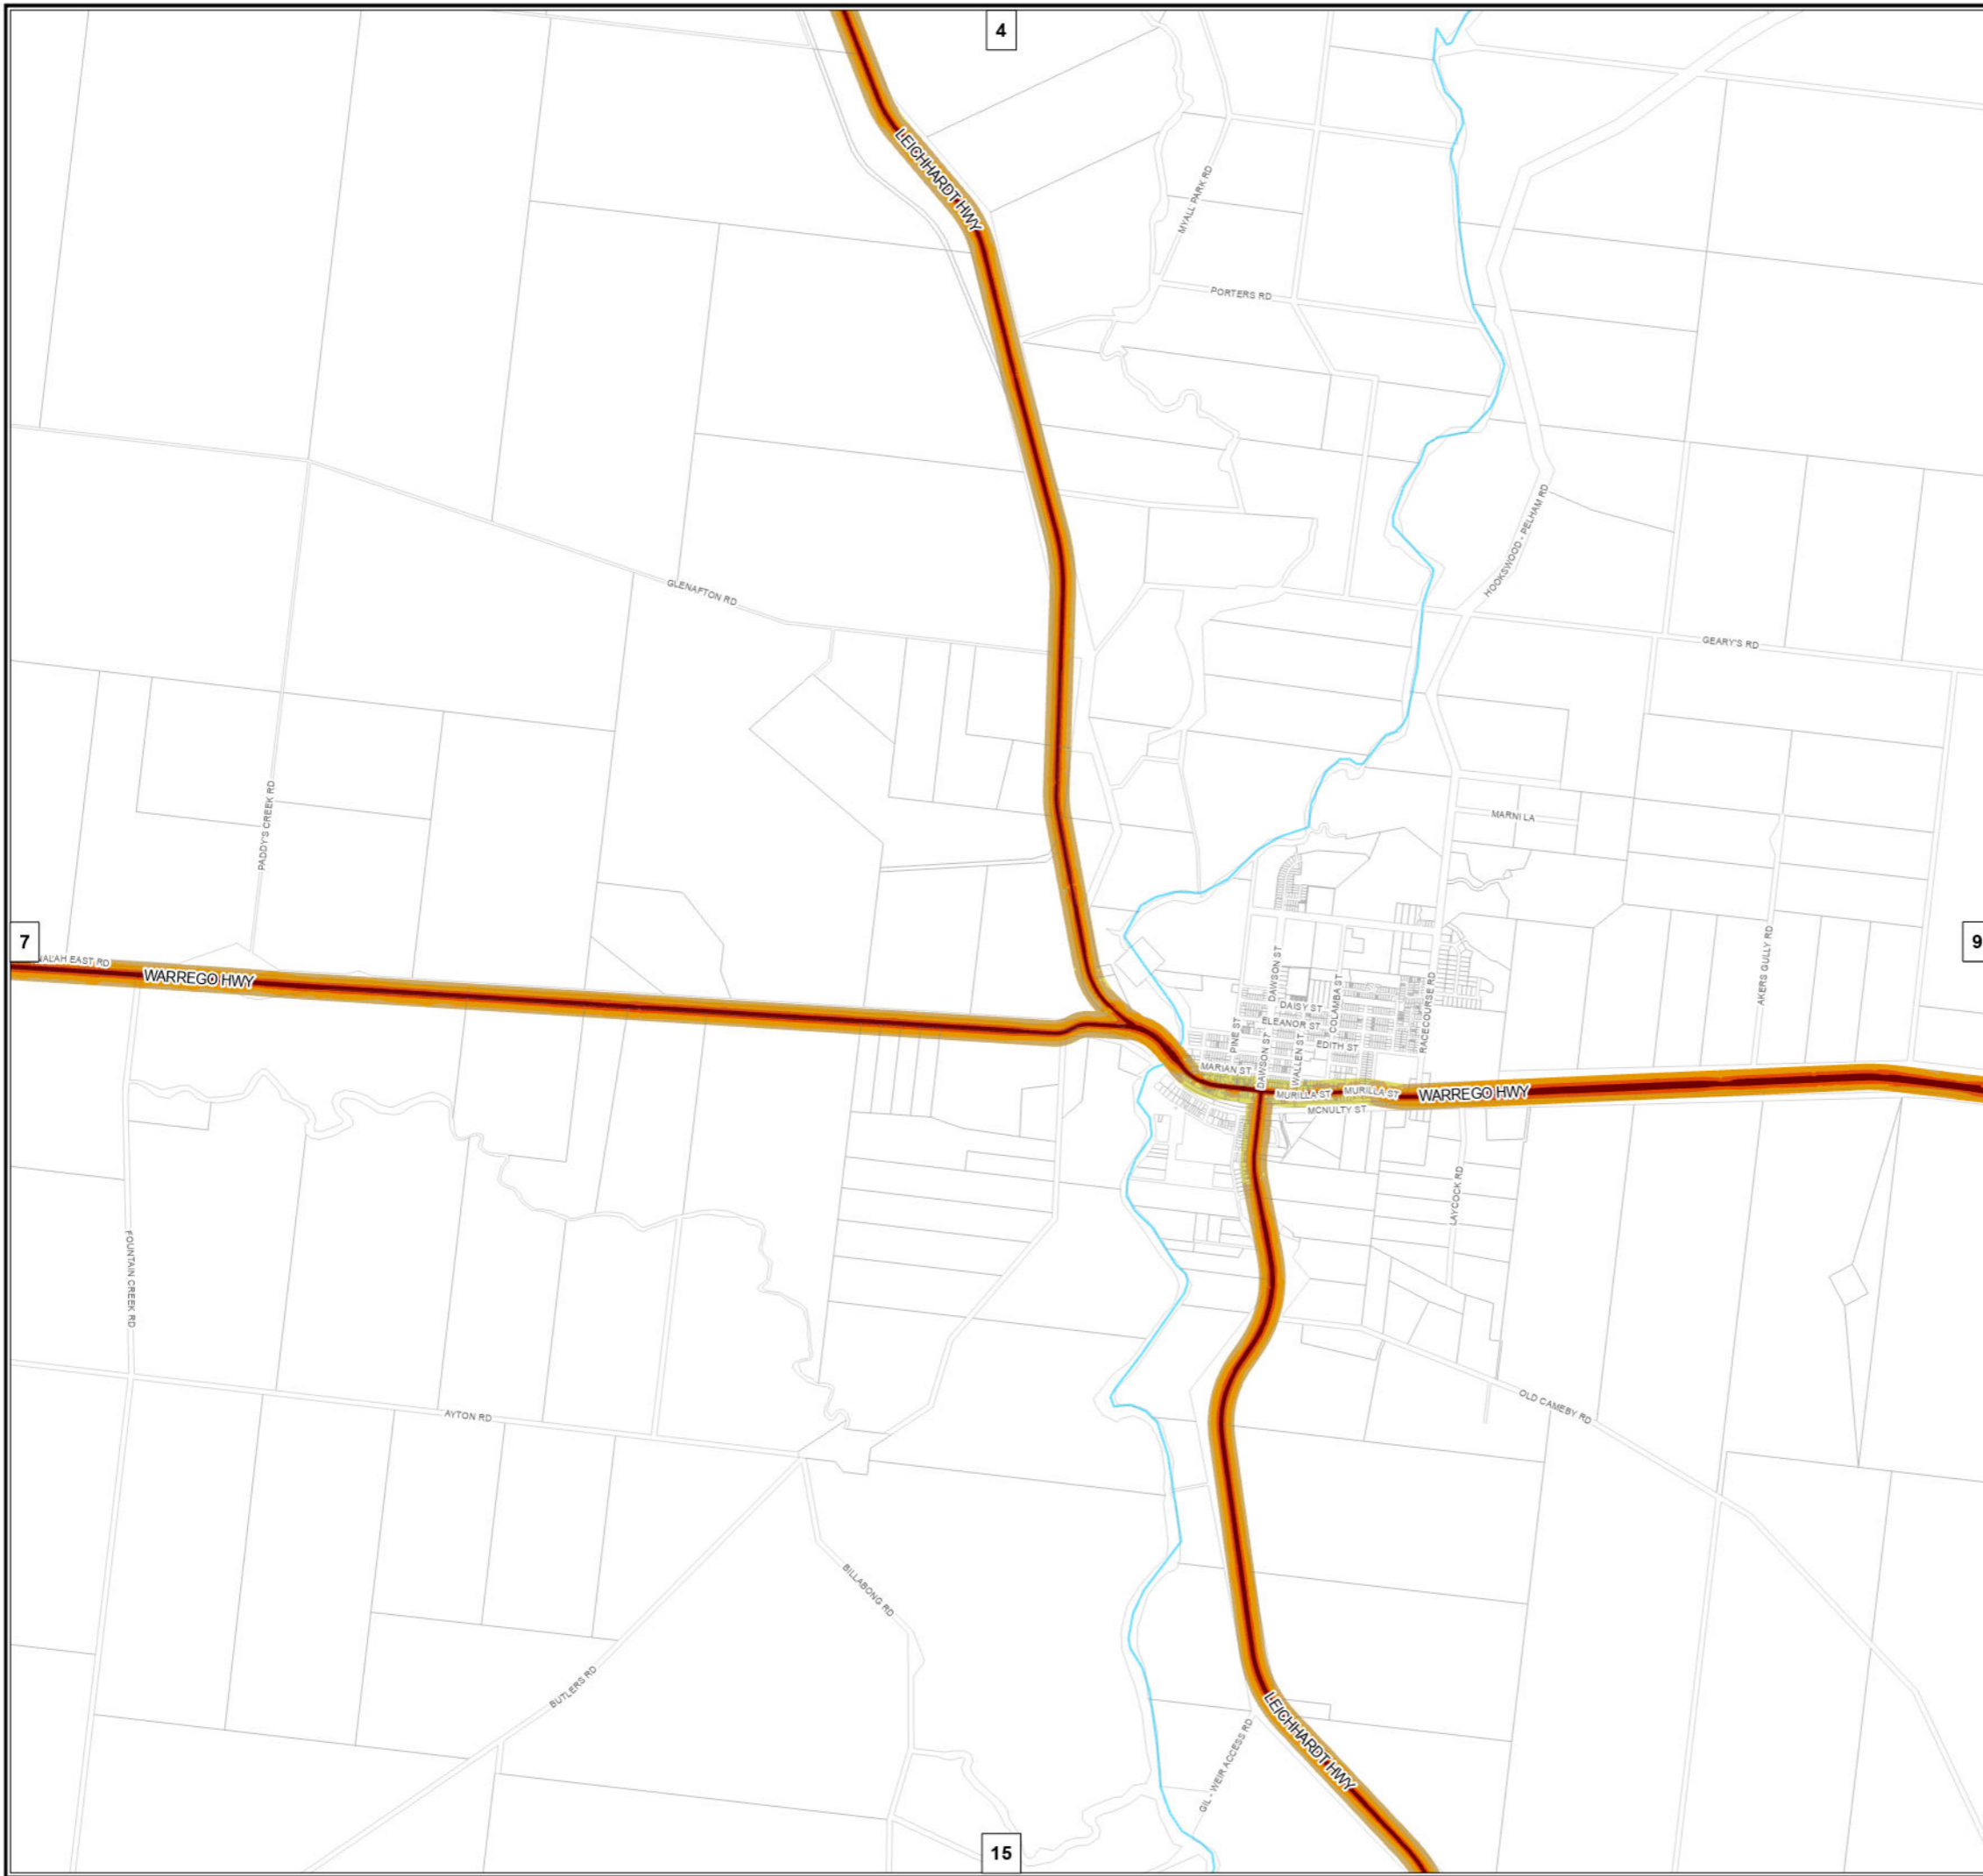 4
LEICHHARDT HWY
MYALL PARK RD
PORTERS RD
HOOKSWOOD - PELHAM RD
GLENAFTON RD
GEARY'S RD
PADDY'S CREEK RD
MARNI LA
7
9
EAST RD
WARREGO HWY
AKERS GULLY RD
DAWSON ST
COLAMBA ST
RACECOURSE RD
DAISY ST
ELEANOR ST
PINE ST
EDITH ST
WALLEN ST
DAWSON ST
MARIAN ST
MURILLA ST
MURILLA ST
WARREGO HWY
MCNULTY ST
LAYCOCK RD
FOUNTAIN CREEK RD
AYTON RD
OLD CAMEBY RD
BILLABONG RD
BUTLERS RD
LEICHHARDT HWY
GIL - WEIR ACCESS RD
15